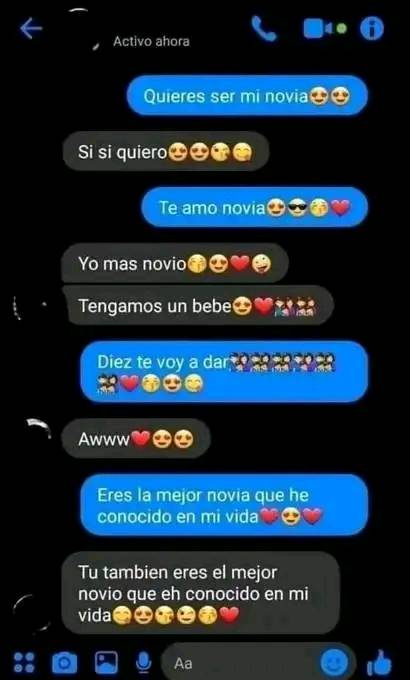 Activo ahora
Quieres ser mi novia😍😍
Si si quiero😍😍😘😋
Te amo novia😍😎😚❤️
Yo mas novio😚😍❤️🤪
Tengamos un bebe😍❤️👩‍❤️‍👩👩‍❤️‍👩
Diez te voy a dar👩‍❤️‍👩👩‍❤️‍👩👩‍❤️‍👩👩‍❤️‍👩👩‍❤️‍👩
👩‍❤️‍👩❤️😚😍😋
Awww❤️😍😍
Eres la mejor novia que he
conocido en mi vida❤️😍❤️
Tu tambien eres el mejor
novio que eh conocido en mi
vida😋😍😘😉😚❤️
Aa